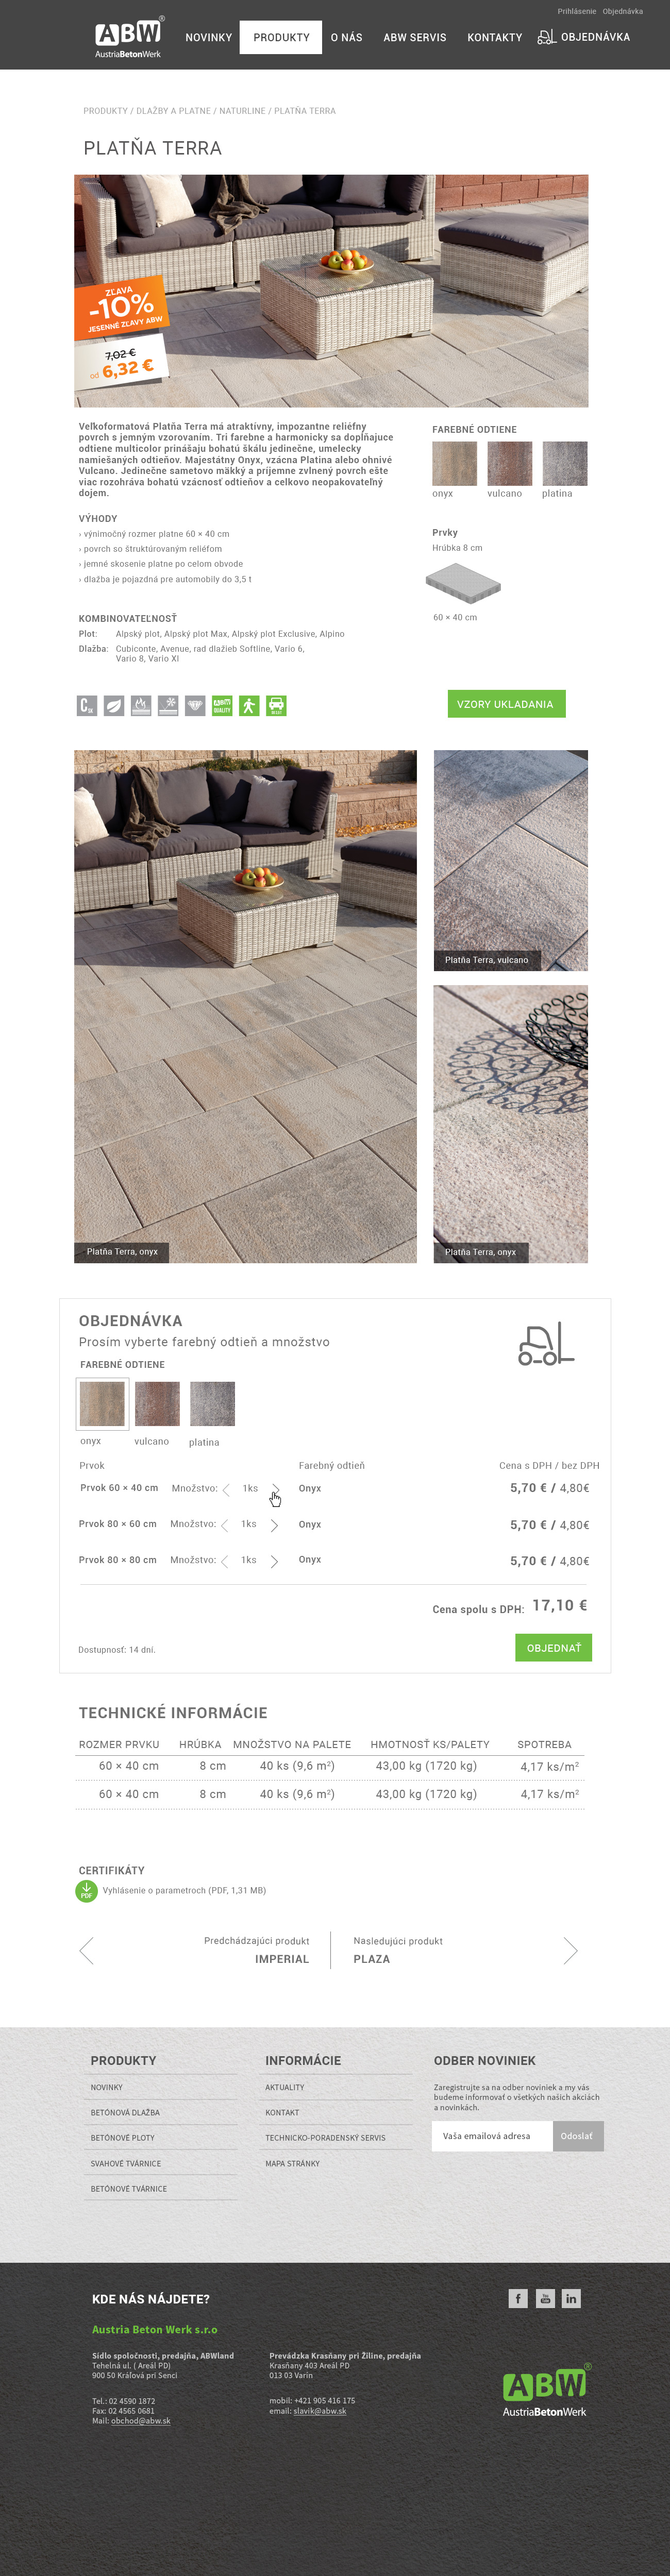 Prihlásenie Objednávka
ABW®
AustriaBetonWerk
NOVINKY PRODUKTY O NÁS ABW SERVIS KONTAKTY OBJEDNÁVKA
PRODUKTY / DLAŽBY A PLATNE / NATURLINE / PLATŇA TERRA
PLATŇA TERRA
ZĽAVA
-10%
JESENNÉ ZĽAVY ABW
7,02 €
od 6,32 €
Veľkoformatová Platňa Terra má atraktívny, impozantne reliéfny
povrch s jemným vzorovaním. Tri farebne a harmonicky sa dopĺňajuce
odtiene multicolor prinášaju bohatú škálu jedinečne, umelecky
namiešaných odtieňov. Majestátny Onyx, vzácna Platina alebo ohnivé
Vulcano. Jedinečne sametovo mäkký a príjemne zvlnený povrch ešte
viac rozohráva bohatú vzácnosť odtieňov a celkovo neopakovateľný
dojem.
VÝHODY
› výnimočný rozmer platne 60 × 40 cm
› povrch so štruktúrovaným reliéfom
› jemné skosenie platne po celom obvode
› dlažba je pojazdná pre automobily do 3,5 t
KOMBINOVATEĽNOSŤ
Plot: Alpský plot, Alpský plot Max, Alpský plot Exclusive, Alpino
Dlažba: Cubiconte, Avenue, rad dlažieb Softline, Vario 6,
Vario 8, Vario XI
FAREBNÉ ODTIENE
onyx vulcano platina
Prvky
Hrúbka 8 cm
60 × 40 cm
ABW QUALITY
VZORY UKLADANIA
Platňa Terra, vulcano
Platňa Terra, onyx
Platňa Terra, onyx
OBJEDNÁVKA
Prosím vyberte farebný odtieň a množstvo
FAREBNÉ ODTIENE
onyx vulcano platina
Prvok Farebný odtieň Cena s DPH / bez DPH
Prvok 60 × 40 cm Množstvo: 1ks Onyx 5,70 € / 4,80€
Prvok 80 × 60 cm Množstvo: 1ks Onyx 5,70 € / 4,80€
Prvok 80 × 80 cm Množstvo: 1ks Onyx 5,70 € / 4,80€
Cena spolu s DPH: 17,10 €
Dostupnosť: 14 dní.
OBJEDNAŤ
TECHNICKÉ INFORMÁCIE
ROZMER PRVKU HRÚBKA MNOŽSTVO NA PALETE HMOTNOSŤ KS/PALETY SPOTREBA
60 × 40 cm 8 cm 40 ks (9,6 m²) 43,00 kg (1720 kg) 4,17 ks/m²
60 × 40 cm 8 cm 40 ks (9,6 m²) 43,00 kg (1720 kg) 4,17 ks/m²
CERTIFIKÁTY
PDF Vyhlásenie o parametroch (PDF, 1,31 MB)
Predchádzajúci produkt Nasledujúci produkt
IMPERIAL PLAZA
PRODUKTY
NOVINKY
BETÓNOVÁ DLAŽBA
BETÓNOVÉ PLOTY
SVAHOVÉ TVÁRNICE
BETÓNOVÉ TVÁRNICE
INFORMÁCIE
AKTUALITY
KONTAKT
TECHNICKO-PORADENSKÝ SERVIS
MAPA STRÁNKY
ODBER NOVINIEK
Zaregistrujte sa na odber noviniek a my vás
budeme informovať o všetkých našich akciách
a novinkách.
Vaša emailová adresa Odoslať
KDE NÁS NÁJDETE?
Austria Beton Werk s.r.o
Sídlo spoločnosti, predajňa, ABWland
Tehelná ul. ( Areál PD)
900 50 Kráľová pri Senci
Tel.: 02 4590 1872
Fax: 02 4565 0681
Mail: obchod@abw.sk
Prevádzka Krasňany pri Žiline, predajňa
Krasňany 403 Areál PD
013 03 Varín
mobil: +421 905 416 175
email: slavik@abw.sk
f You Tube in
ABW®
AustriaBetonWerk